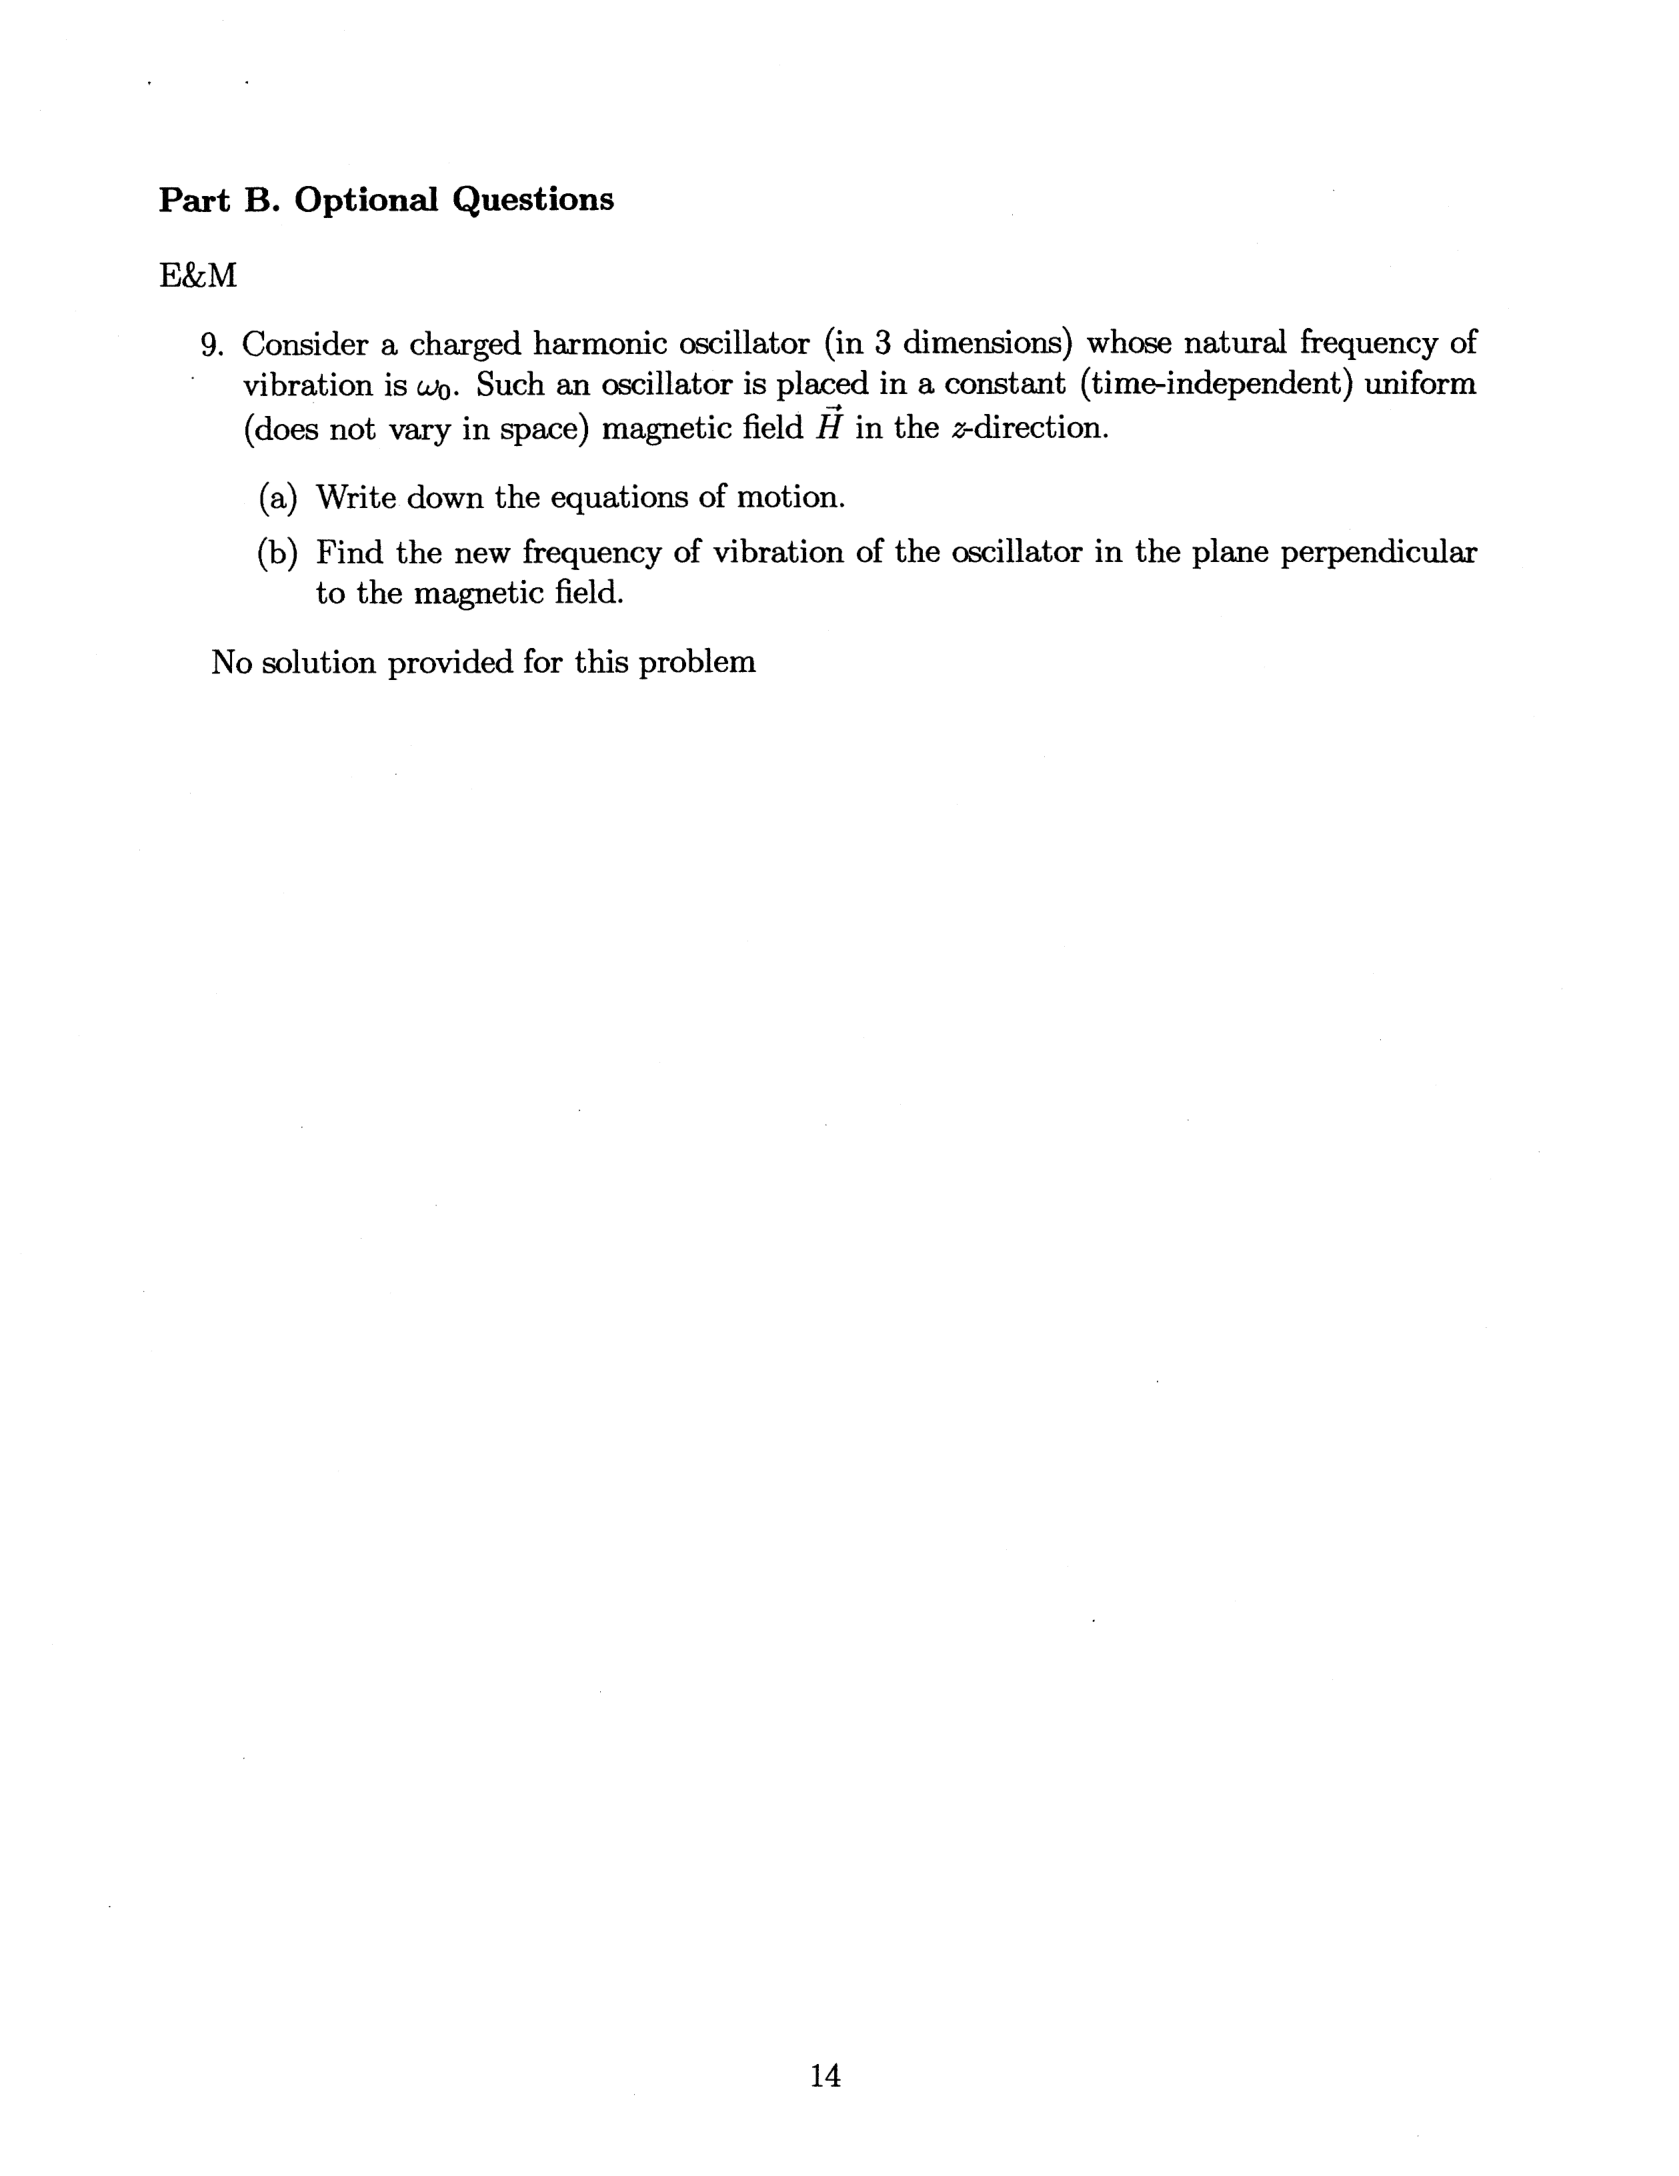 Part B. Optional Questions
E&M
9. Consider a charged harmonic oscillator (in 3 dimensions) whose natural frequency of
vibration is ω₀. Such an oscillator is placed in a constant (time-independent) uniform
(does not vary in space) magnetic field H⃗ in the z-direction.
(a) Write down the equations of motion.
(b) Find the new frequency of vibration of the oscillator in the plane perpendicular
to the magnetic field.
No solution provided for this problem
14